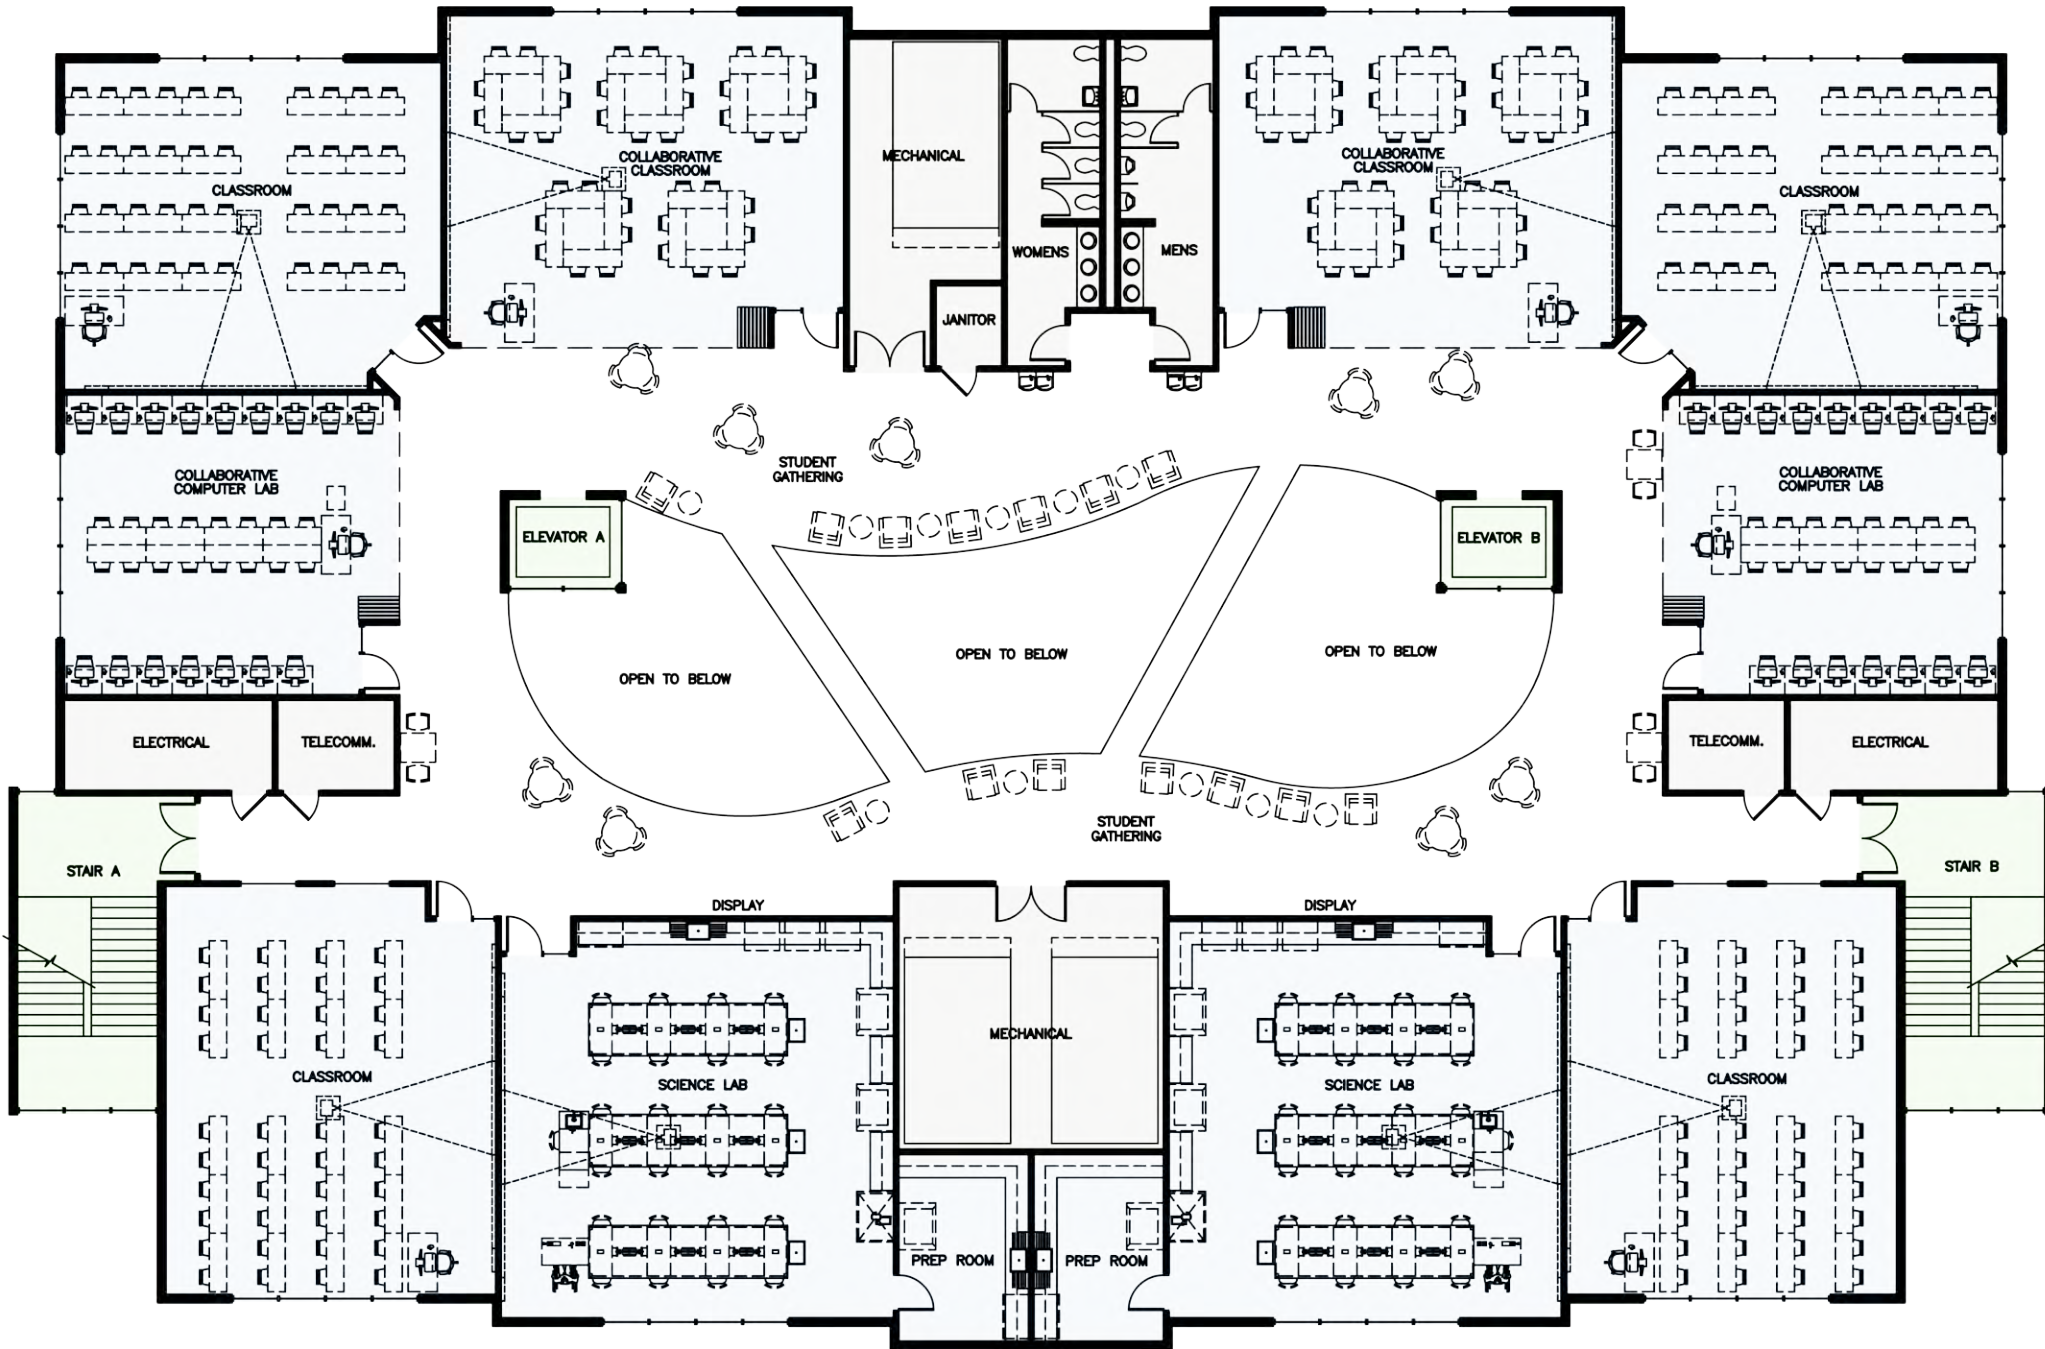 COLLABORATIVE
CLASSROOM
MECHANICAL
COLLABORATIVE
CLASSROOM
CLASSROOM
CLASSROOM
WOMENS
MENS
JANITOR
STUDENT
GATHERING
COLLABORATIVE
COMPUTER LAB
COLLABORATIVE
COMPUTER LAB
ELEVATOR A
ELEVATOR B
OPEN TO BELOW
OPEN TO BELOW
OPEN TO BELOW
ELECTRICAL
TELECOMM.
TELECOMM.
ELECTRICAL
STUDENT
GATHERING
STAIR A
STAIR B
DISPLAY
DISPLAY
MECHANICAL
CLASSROOM
SCIENCE LAB
SCIENCE LAB
CLASSROOM
PREP ROOM
PREP ROOM